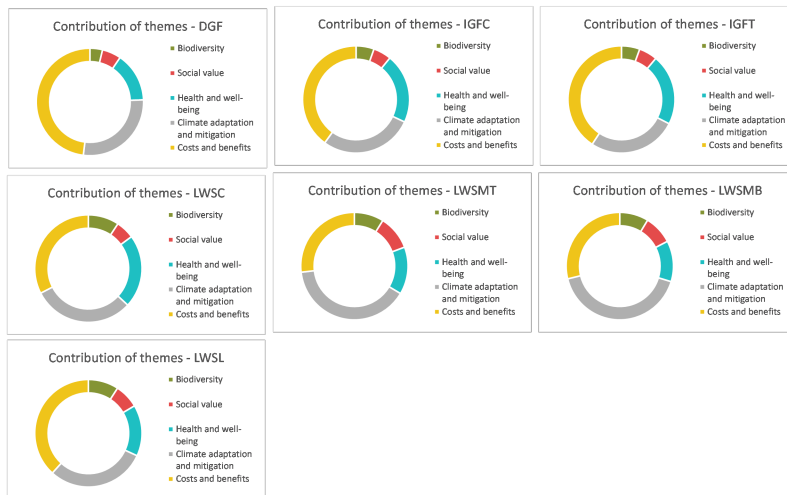 Contribution of themes - DGF
Biodiversity
Social value
Health and well-
being
Climate adaptation
and mitigation
Costs and benefits
Contribution of themes - IGFC
Biodiversity
Social value
Health and well-
being
Climate adaptation
and mitigation
Costs and benefits
Contribution of themes - IGFT
Biodiversity
Social value
Health and well-
being
Climate adaptation
and mitigation
Costs and benefits
Contribution of themes - LWSC
Biodiversity
Social value
Health and well-
being
Climate adaptation
and mitigation
Costs and benefits
Contribution of themes - LWSMT
Biodiversity
Social value
Health and well-
being
Climate adaptation
and mitigation
Costs and benefits
Contribution of themes - LWSMB
Biodiversity
Social value
Health and well-
being
Climate adaptation
and mitigation
Costs and benefits
Contribution of themes - LWSL
Biodiversity
Social value
Health and well-
being
Climate adaptation
and mitigation
Costs and benefits